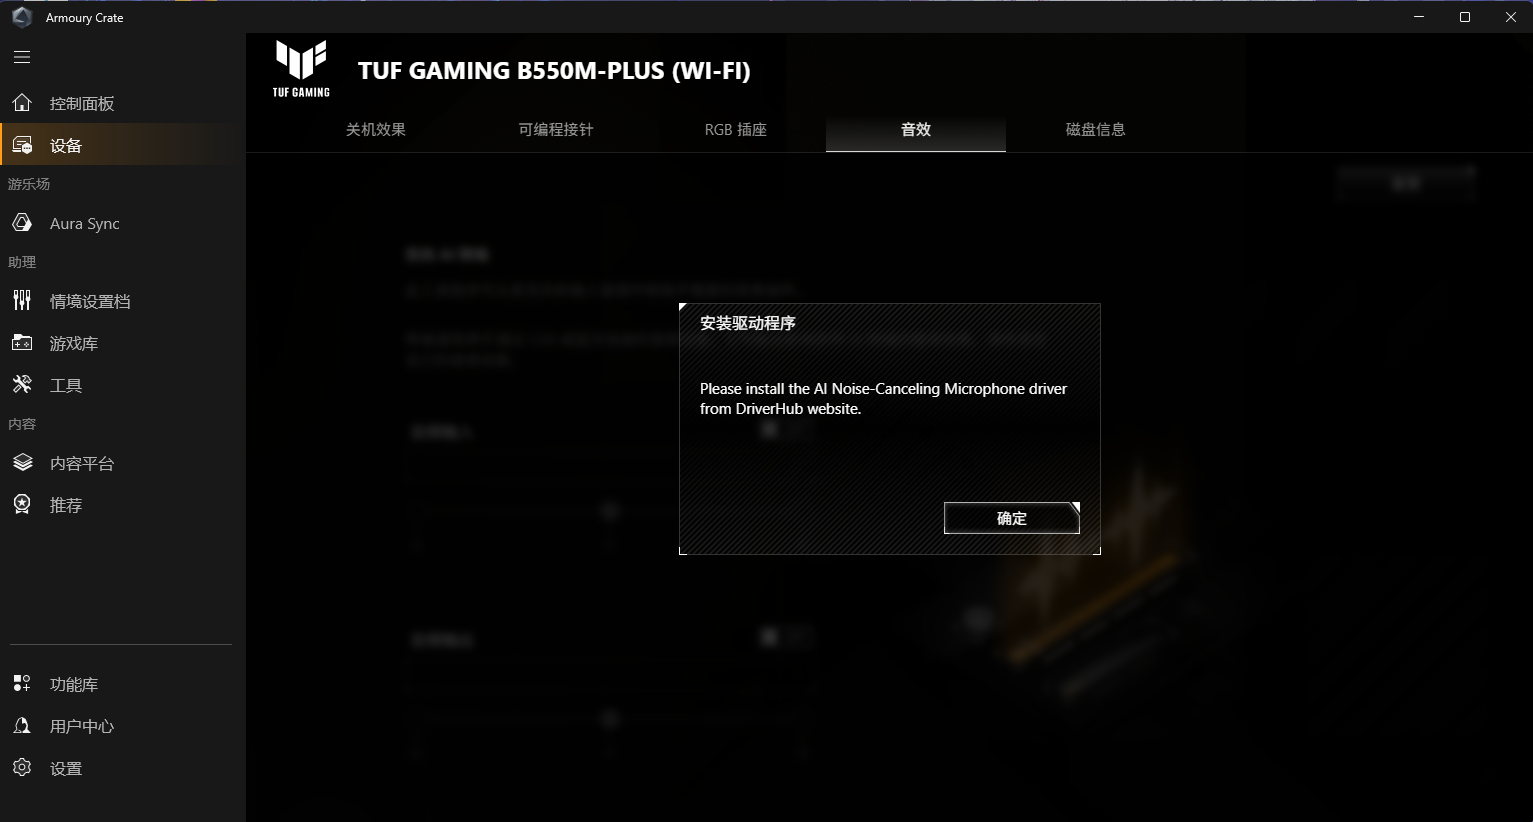 Armoury Crate
TUF GAMING
TUF GAMING B550M-PLUS (WI-FI)
控制面板
设备
游乐场
Aura Sync
助理
情境设置档
游戏库
工具
内容
内容平台
推荐
功能库
用户中心
设置
关机效果
可编程接针
RGB 插座
音效
磁盘信息
安装驱动程序
Please install the AI Noise-Canceling Microphone driver
from DriverHub website.
确定